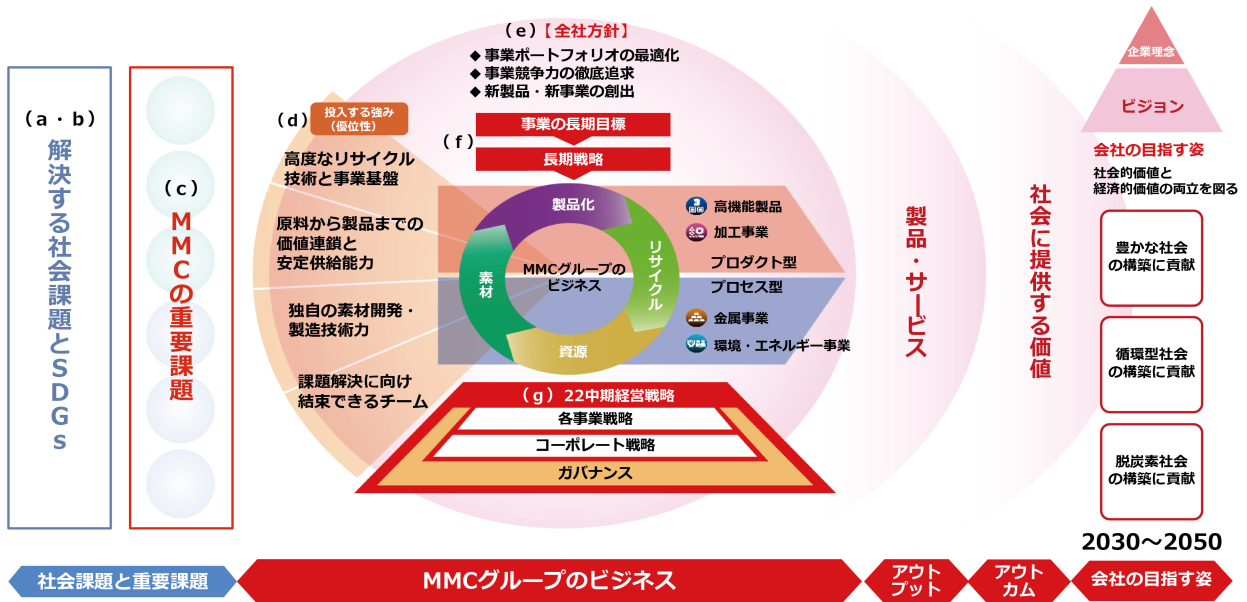 (a・b)
解決する社会課題とSDGs
(c)
MMCの重要課題
(d)
投入する強み
(優位性)
高度なリサイクル
技術と事業基盤
原料から製品までの
価値連鎖と
安定供給能力
独自の素材開発・
製造技術力
課題解決に向け
結束できるチーム
(e)【全社方針】
◆ 事業ポートフォリオの最適化
◆ 事業競争力の徹底追求
◆ 新製品・新事業の創出
(f)
事業の長期目標
長期戦略
製品化
リサイクル
資源
素材
MMCグループの
ビジネス
高機能製品
加工事業
プロダクト型
プロセス型
金属事業
環境・エネルギー事業
(g)22中期経営戦略
各事業戦略
コーポレート戦略
ガバナンス
製品・サービス
社会に提供する価値
企業理念
ビジョン
会社の目指す姿
社会的価値と
経済的価値の両立を図る
豊かな社会
の構築に貢献
循環型社会
の構築に貢献
脱炭素社会
の構築に貢献
2030〜2050
社会課題と重要課題
MMCグループのビジネス
アウト
プット
アウト
カム
会社の目指す姿